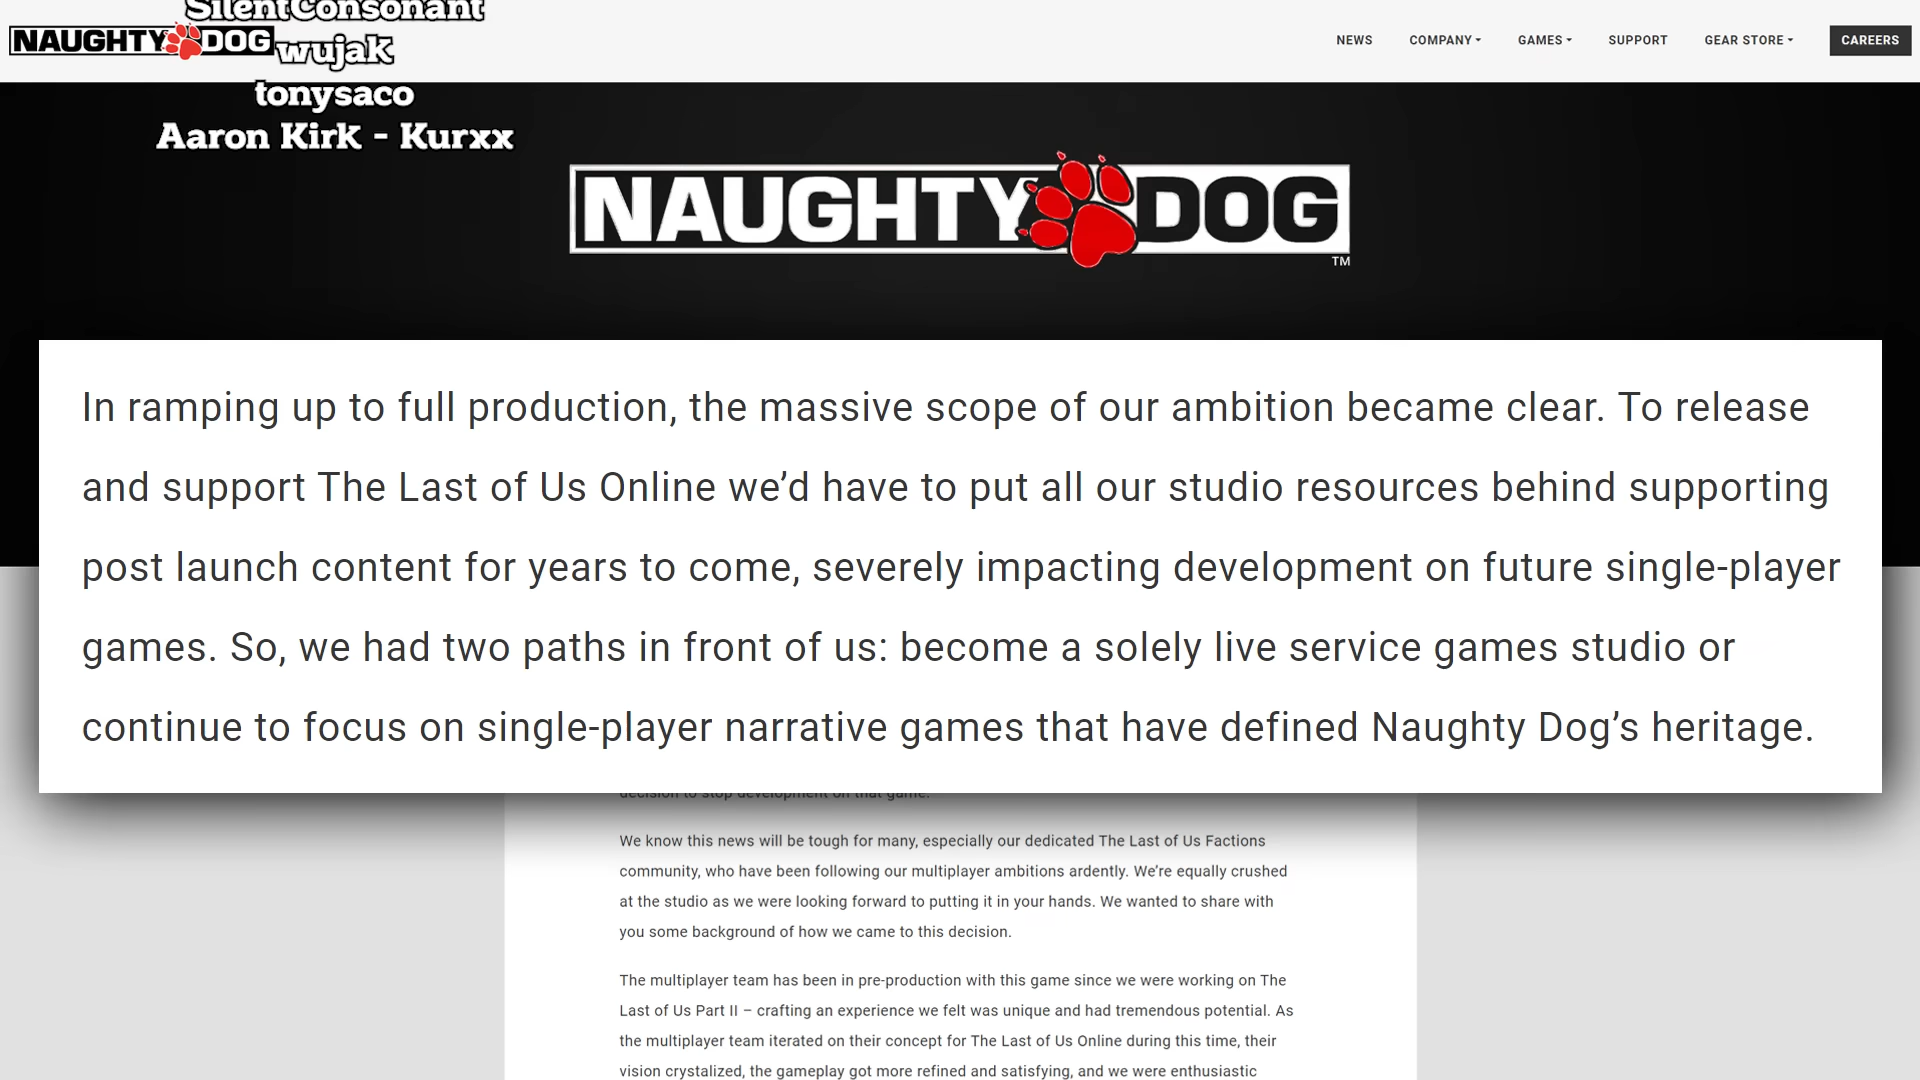 SilentConsonant
NAUGHTY DOG
wujak
NEWS
COMPANY
GAMES
SUPPORT
GEAR STORE
CAREERS
tonysaco
Aaron Kirk - Kurxx
NAUGHTY DOG
TM
In ramping up to full production, the massive scope of our ambition became clear. To release
and support The Last of Us Online we’d have to put all our studio resources behind supporting
post launch content for years to come, severely impacting development on future single-player
games. So, we had two paths in front of us: become a solely live service games studio or
continue to focus on single-player narrative games that have defined Naughty Dog’s heritage.
decision to stop development on that game.
We know this news will be tough for many, especially our dedicated The Last of Us Factions
community, who have been following our multiplayer ambitions ardently. We’re equally crushed
at the studio as we were looking forward to putting it in your hands. We wanted to share with
you some background of how we came to this decision.
The multiplayer team has been in pre-production with this game since we were working on The
Last of Us Part II – crafting an experience we felt was unique and had tremendous potential. As
the multiplayer team iterated on their concept for The Last of Us Online during this time, their
vision crystalized, the gameplay got more refined and satisfying, and we were enthusiastic